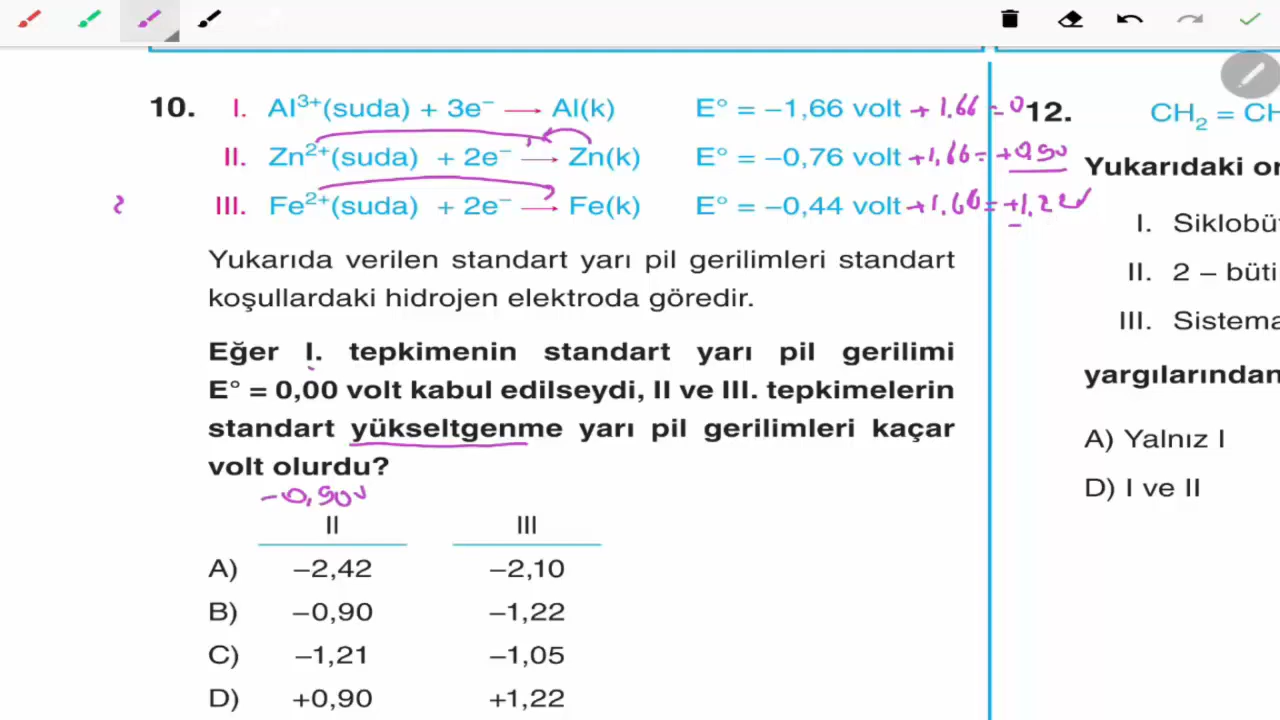 10. I. Al³⁺(suda) + 3e⁻ → Al(k) E° = −1,66 volt +1.66 = 0
II. Zn²⁺(suda) + 2e⁻ → Zn(k) E° = −0,76 volt +1,66 = +0,90
III. Fe²⁺(suda) + 2e⁻ → Fe(k) E° = −0,44 volt +1.66 = +1,22
Yukarıda verilen standart yarı pil gerilimleri standart
koşullardaki hidrojen elektroda göredir.
Eğer I. tepkimenin standart yarı pil gerilimi
E° = 0,00 volt kabul edilseydi, II ve III. tepkimelerin
standart yükseltgenme yarı pil gerilimleri kaçar
volt olurdu?
−0,90v
II III
A) −2,42 −2,10
B) −0,90 −1,22
C) −1,21 −1,05
D) +0,90 +1,22
12. CH₂ = CH
Yukarıdaki
I. Siklobüt
II. 2 – büti
III. Sistema
yargılarından
A) Yalnız I
D) I ve II